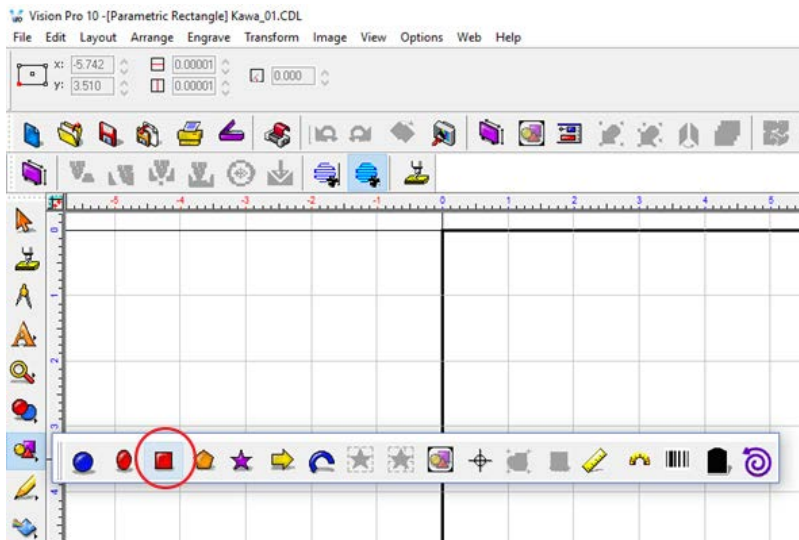 Vision Pro 10 -[Parametric Rectangle] Kawa_01.CDL
File Edit Layout Arrange Engrave Transform Image View Options Web Help
x: -5.742 0.00001 0.000
y: 3.510 0.00001
-5 -4 -3 -2 -1 0 1 2 3 4 5
0
1
2
3
4